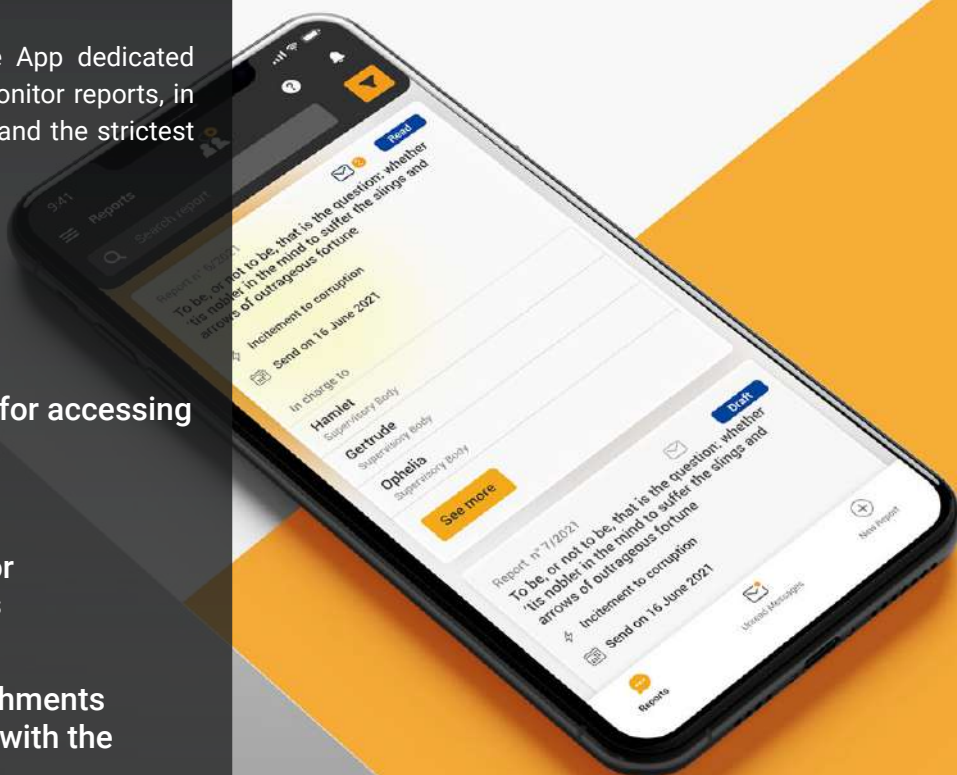 e App dedicated
onitor reports, in
and the strictest
for accessing
or
s
chments
with the
9:41
Reports
Search report
Read
2
Report n° 6/2021
To be, or not to be, that is the question: whether
'tis nobler in the mind to suffer the slings and
arrows of outrageous fortune
Incitement to corruption
Send on 16 June 2021
In charge to
Hamlet
Supervisory Body
Gertrude
Supervisory Body
Ophelia
Supervisory Body
See more
Draft
Report n° 7/2021
To be, or not to be, that is the question: whether
'tis nobler in the mind to suffer the slings and
arrows of outrageous fortune
Incitement to corruption
Send on 16 June 2021
Reports
Unread Messages
New Report